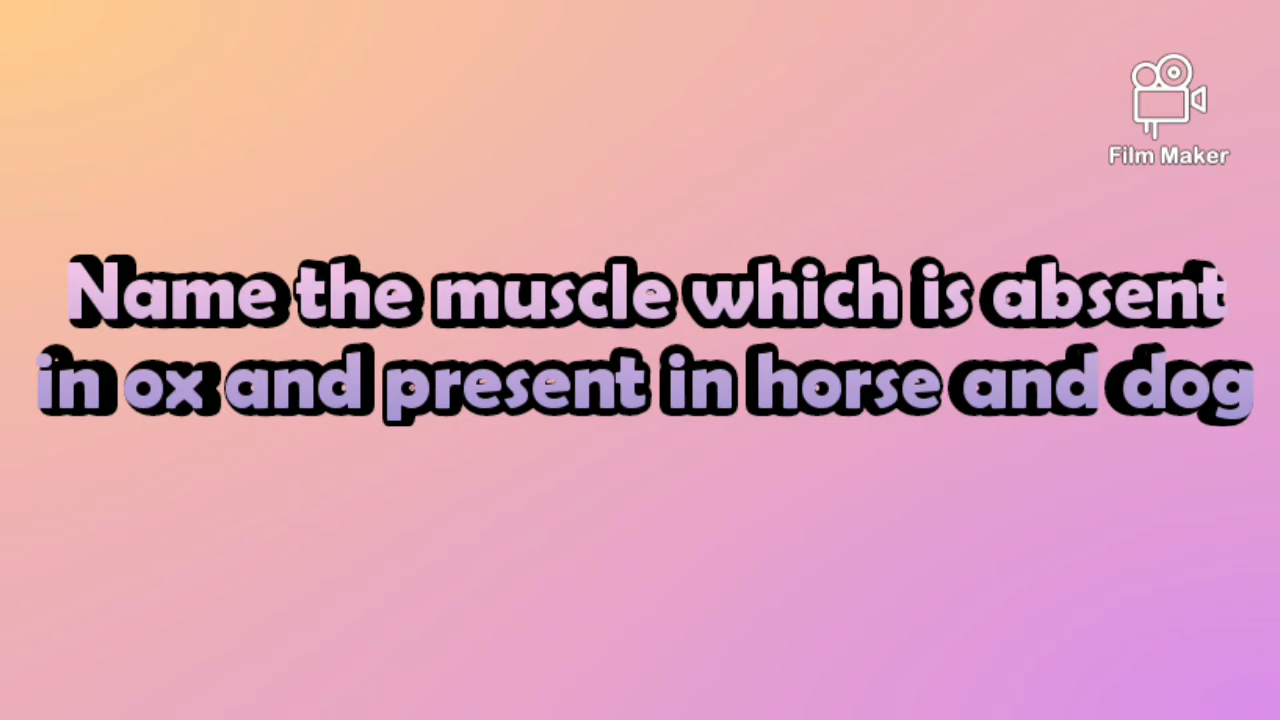 Film Maker
Name the muscle which is absent
in ox and present in horse and dog